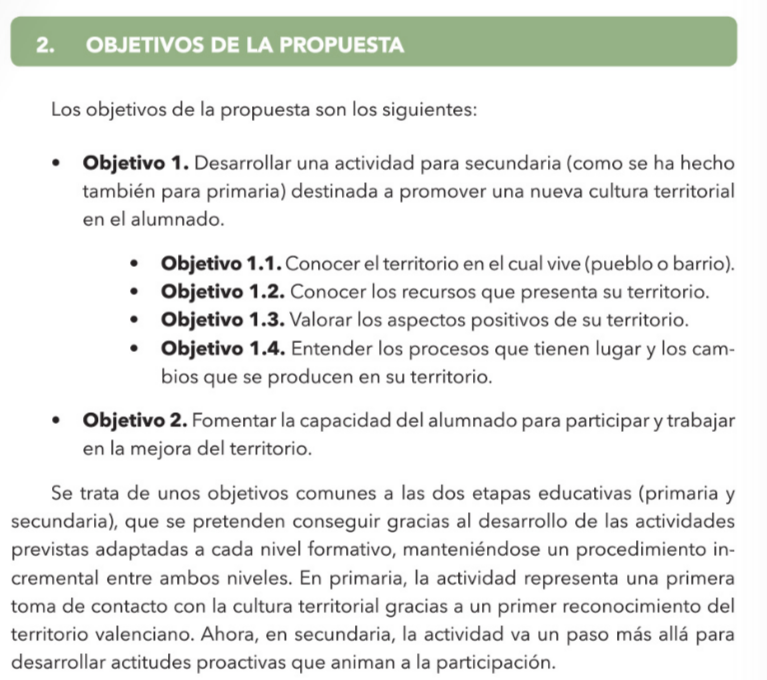 2. OBJETIVOS DE LA PROPUESTA
Los objetivos de la propuesta son los siguientes:
• Objetivo 1. Desarrollar una actividad para secundaria (como se ha hecho
también para primaria) destinada a promover una nueva cultura territorial
en el alumnado.
• Objetivo 1.1. Conocer el territorio en el cual vive (pueblo o barrio).
• Objetivo 1.2. Conocer los recursos que presenta su territorio.
• Objetivo 1.3. Valorar los aspectos positivos de su territorio.
• Objetivo 1.4. Entender los procesos que tienen lugar y los cam-
bios que se producen en su territorio.
• Objetivo 2. Fomentar la capacidad del alumnado para participar y trabajar
en la mejora del territorio.
Se trata de unos objetivos comunes a las dos etapas educativas (primaria y
secundaria), que se pretenden conseguir gracias al desarrollo de las actividades
previstas adaptadas a cada nivel formativo, manteniéndose un procedimiento in-
cremental entre ambos niveles. En primaria, la actividad representa una primera
toma de contacto con la cultura territorial gracias a un primer reconocimiento del
territorio valenciano. Ahora, en secundaria, la actividad va un paso más allá para
desarrollar actitudes proactivas que animan a la participación.